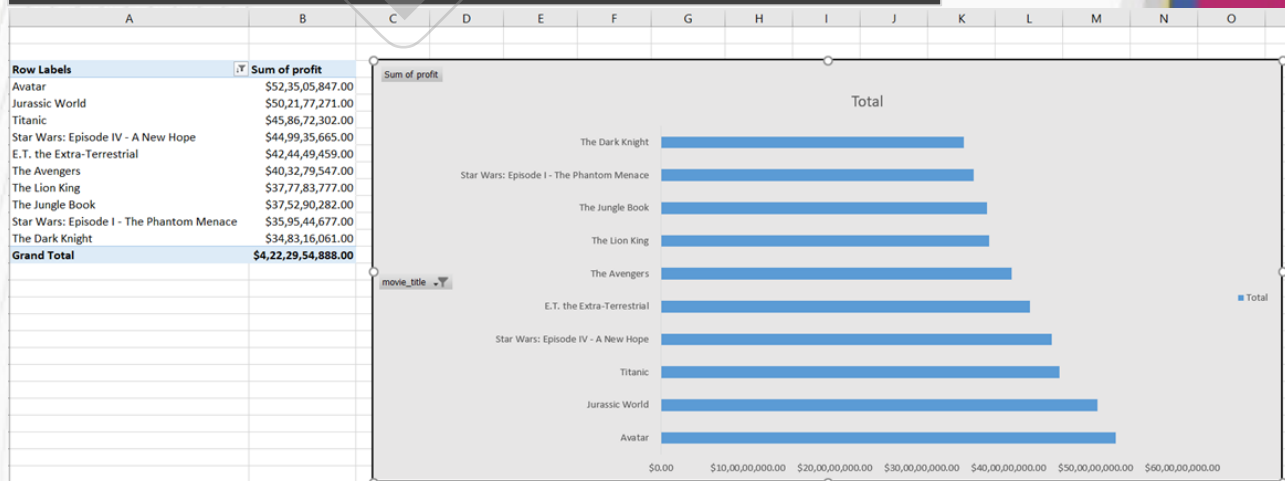 A B C D E F G H I J K L M N O
Row Labels Sum of profit
Avatar $52,35,05,847.00
Jurassic World $50,21,77,271.00
Titanic $45,86,72,302.00
Star Wars: Episode IV - A New Hope $44,99,35,665.00
E.T. the Extra-Terrestrial $42,44,49,459.00
The Avengers $40,32,79,547.00
The Lion King $37,77,83,777.00
The Jungle Book $37,52,90,282.00
Star Wars: Episode I - The Phantom Menace $35,95,44,677.00
The Dark Knight $34,83,16,061.00
Grand Total $4,22,29,54,888.00
Sum of profit
Total
The Dark Knight
Star Wars: Episode I - The Phantom Menace
The Jungle Book
The Lion King
The Avengers
movie_title
E.T. the Extra-Terrestrial
Total
Star Wars: Episode IV - A New Hope
Titanic
Jurassic World
Avatar
$0.00 $10,00,00,000.00 $20,00,00,000.00 $30,00,00,000.00 $40,00,00,000.00 $50,00,00,000.00 $60,00,00,000.00